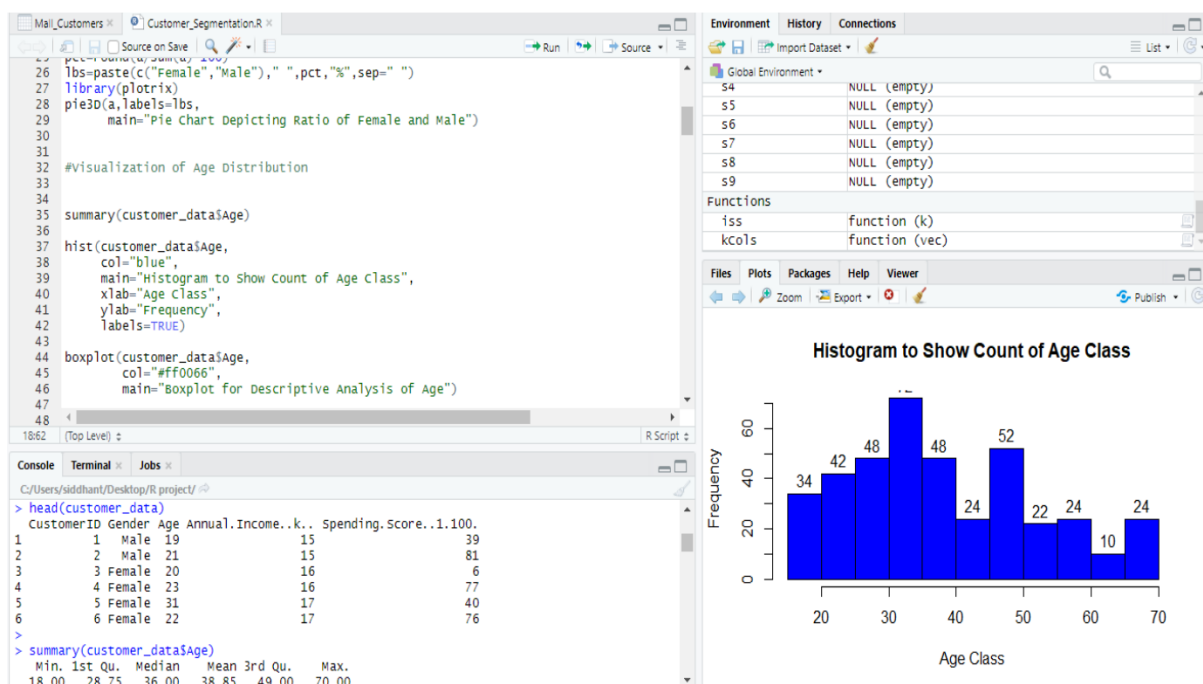 Mall_Customers × Customer_Segmentation.R ×
Source on Save Run Source
26 lbs=paste(c("Female","Male")," ",pct,"%",sep=" ")
27 library(plotrix)
28 pie3D(a,labels=lbs,
29 main="Pie Chart Depicting Ratio of Female and Male")
30
31
32 #Visualization of Age Distribution
33
34
35 summary(customer_data$Age)
36
37 hist(customer_data$Age,
38 col="blue",
39 main="Histogram to Show Count of Age Class",
40 xlab="Age Class",
41 ylab="Frequency",
42 labels=TRUE)
43
44 boxplot(customer_data$Age,
45 col="#ff0066",
46 main="Boxplot for Descriptive Analysis of Age")
47
48
18:62 (Top Level) R Script
Console Terminal × Jobs ×
C:/Users/siddhant/Desktop/R project/
> head(customer_data)
CustomerID Gender Age Annual.Income..k.. Spending.Score..1.100.
1 1 Male 19 15 39
2 2 Male 21 15 81
3 3 Female 20 16 6
4 4 Female 23 16 77
5 5 Female 31 17 40
6 6 Female 22 17 76
>
> summary(customer_data$Age)
Min. 1st Qu. Median Mean 3rd Qu. Max.
18.00 28.75 36.00 38.85 49.00 70.00
Environment History Connections
Import Dataset List
Global Environment
s4 NULL (empty)
s5 NULL (empty)
s6 NULL (empty)
s7 NULL (empty)
s8 NULL (empty)
s9 NULL (empty)
Functions
iss function (k)
kCols function (vec)
Files Plots Packages Help Viewer
Zoom Export Publish
Histogram to Show Count of Age Class
Frequency
0 20 40 60
34 42 48 48 24 52 22 24 10 24
20 30 40 50 60 70
Age Class